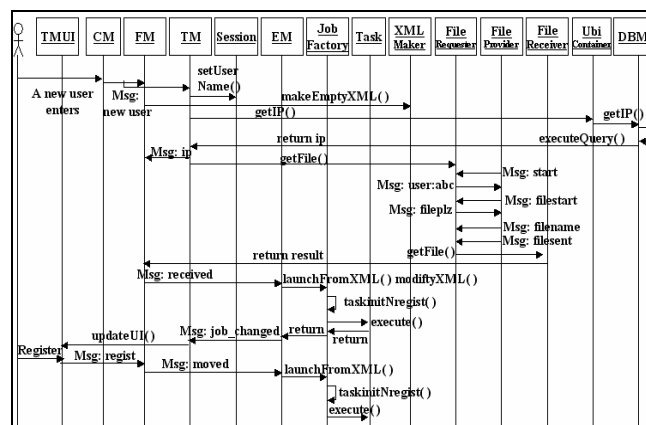 TMUI CM FM TM Session EM Job Factory Task XML Maker File Requester File Provider File Receiver Ubi Container DBM
A new user enters
Msg: new user
setUser Name()
makeEmptyXML()
getIP()
getIP()
executeQuery()
return ip
Msg: ip
getFile()
Msg: start
Msg: user:abc
Msg: filestart
Msg: fileplz
Msg: filename
Msg: filesent
getFile()
return result
Msg: received
launchFromXML() modiftyXML()
taskinitNregist()
execute()
updateUI()
Msg: job_changed
return
return
Register
Msg: regist
Msg: moved
launchFromXML()
taskinitNregist()
execute()